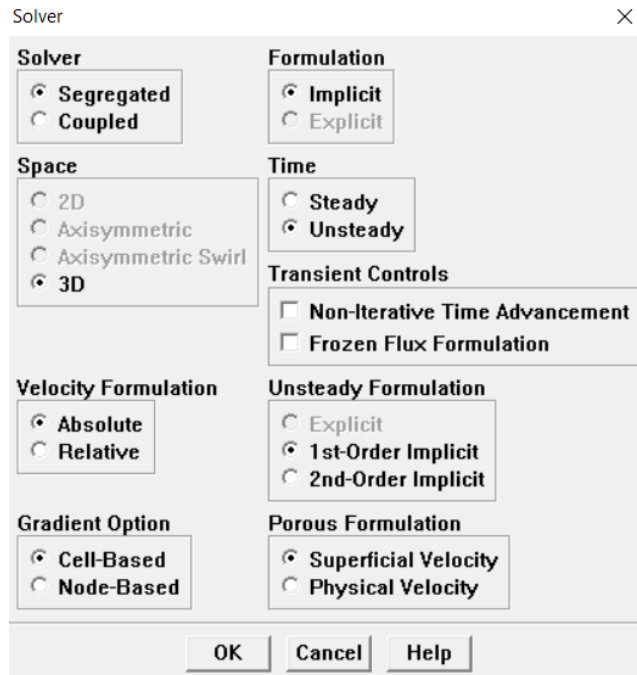 Solver
Solver
Segregated
Coupled
Formulation
Implicit
Explicit
Space
2D
Axisymmetric
Axisymmetric Swirl
3D
Time
Steady
Unsteady
Transient Controls
Non-Iterative Time Advancement
Frozen Flux Formulation
Velocity Formulation
Absolute
Relative
Unsteady Formulation
Explicit
1st-Order Implicit
2nd-Order Implicit
Gradient Option
Cell-Based
Node-Based
Porous Formulation
Superficial Velocity
Physical Velocity
OK
Cancel
Help